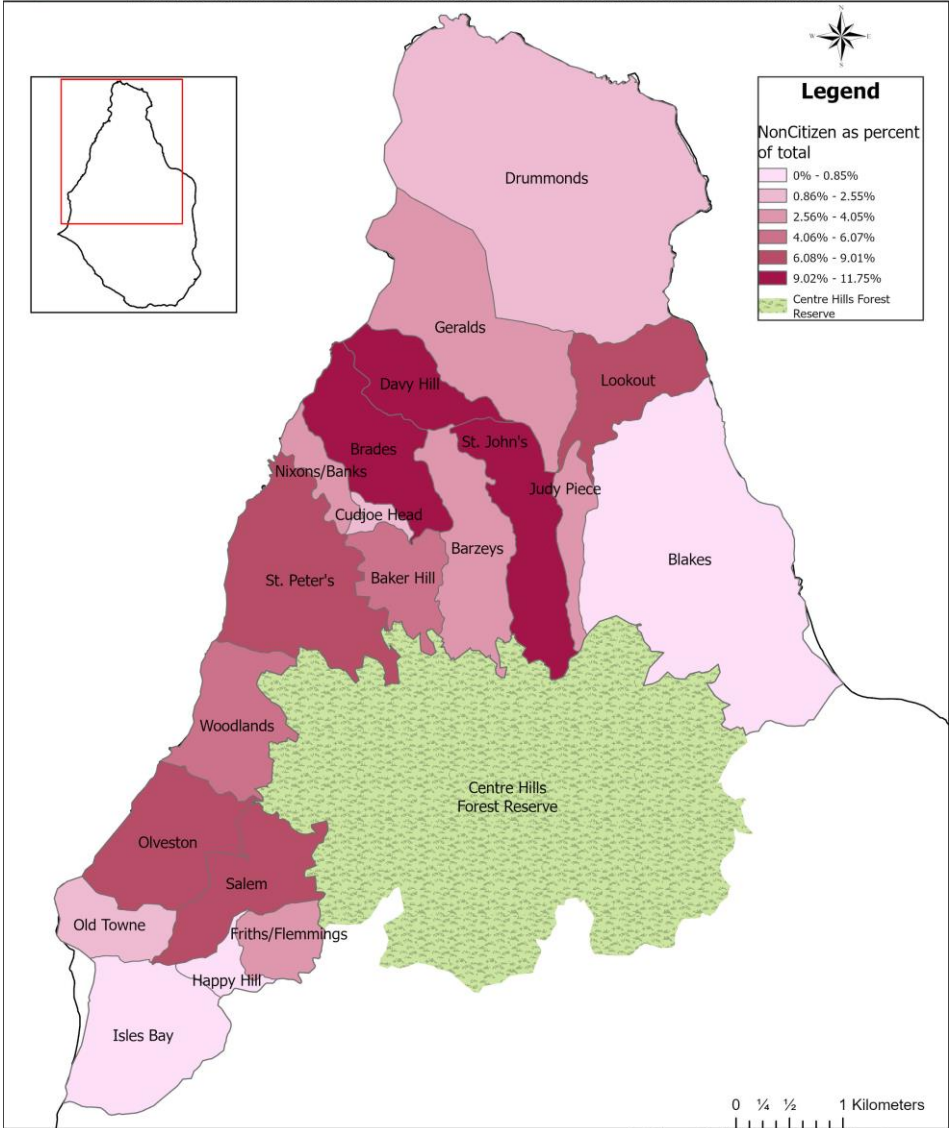 N
W E
S
Legend
NonCitizen as percent
of total
0% - 0.85%
0.86% - 2.55%
2.56% - 4.05%
4.06% - 6.07%
6.08% - 9.01%
9.02% - 11.75%
Centre Hills Forest
Reserve
Drummonds
Geralds
Lookout
Davy Hill
St. John's
Brades
Nixons/Banks
Judy Piece
Cudjoe Head
Barzeys
Blakes
St. Peter's
Baker Hill
Woodlands
Centre Hills
Forest Reserve
Olveston
Salem
Old Towne
Friths/Flemmings
Happy Hill
Isles Bay
0 ¼ ½ 1 Kilometers